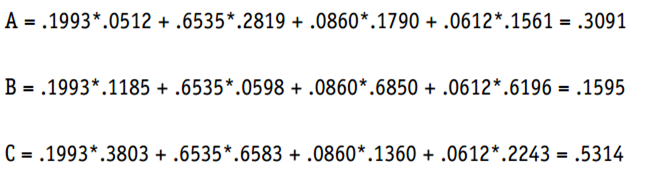 A = .1993*.0512 + .6535*.2819 + .0860*.1790 + .0612*.1561 = .3091
B = .1993*.1185 + .6535*.0598 + .0860*.6850 + .0612*.6196 = .1595
C = .1993*.3803 + .6535*.6583 + .0860*.1360 + .0612*.2243 = .5314